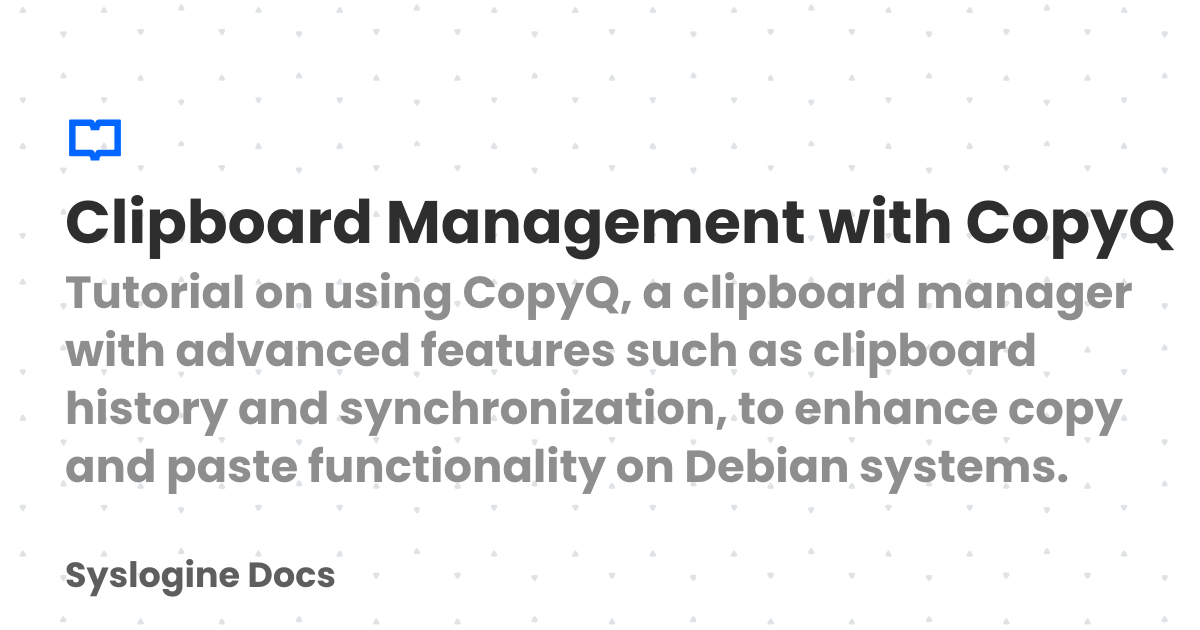 Clipboard Management with CopyQ
Tutorial on using CopyQ, a clipboard manager
with advanced features such as clipboard
history and synchronization, to enhance copy
and paste functionality on Debian systems.
Syslogine Docs